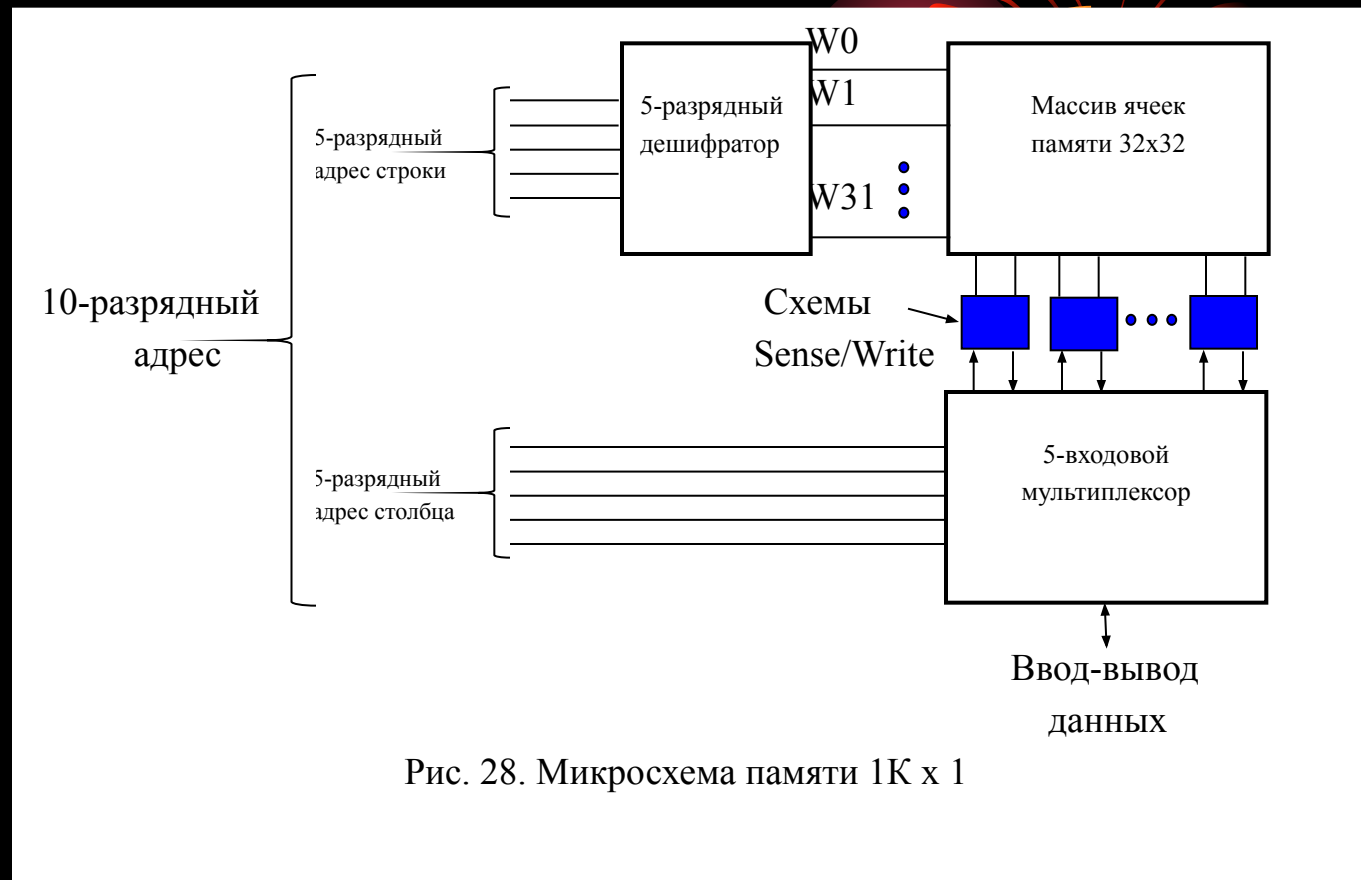 W0
W1
W31
5-разрядный
дешифратор
Массив ячеек
памяти 32х32
5-разрядный
адрес строки
10-разрядный
адрес
Схемы
Sense/Write
5-разрядный
адрес столбца
5-входовой
мультиплексор
Ввод-вывод
данных
Рис. 28. Микросхема памяти 1К х 1